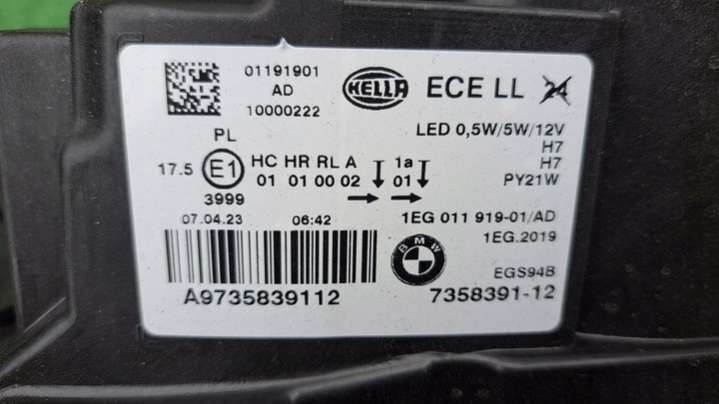 01191901
AD
10000222
HELLA
ECE LL 24
LED 0,5W/5W/12V
H7
H7
PY21W
PL
17.5 E1 HC HR RL A ↓ 1a ↓
01 01 00 02 01
→ →
3999
07.04.23 06:42
1EG 011 919-01/AD
BMW
1EG.2019
EGS94B
A9735839112
7358391-12